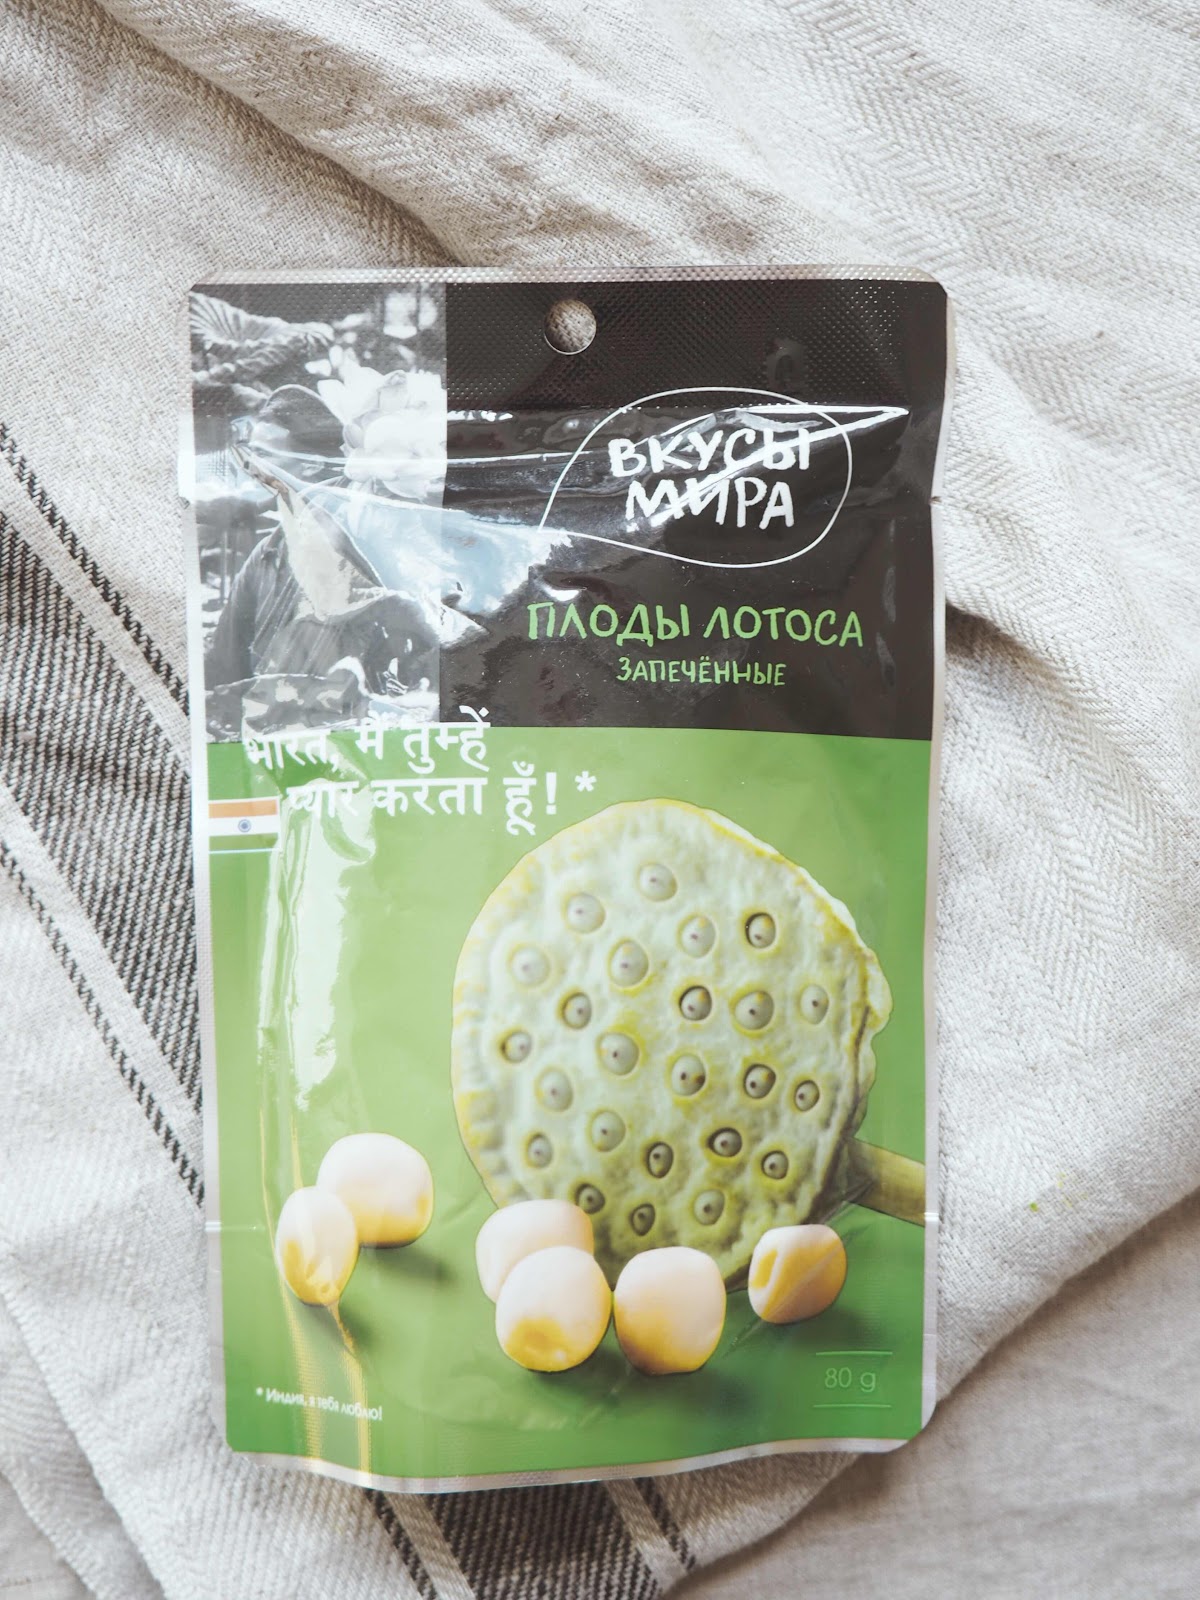 ВКУСЫ
МИРА
ПЛОДЫ ЛОТОСА
ЗАПЕЧЁННЫЕ
भारत, मैं तुम्हें
प्यार करता हूँ! *
* Индия, я тебя люблю!
80 g